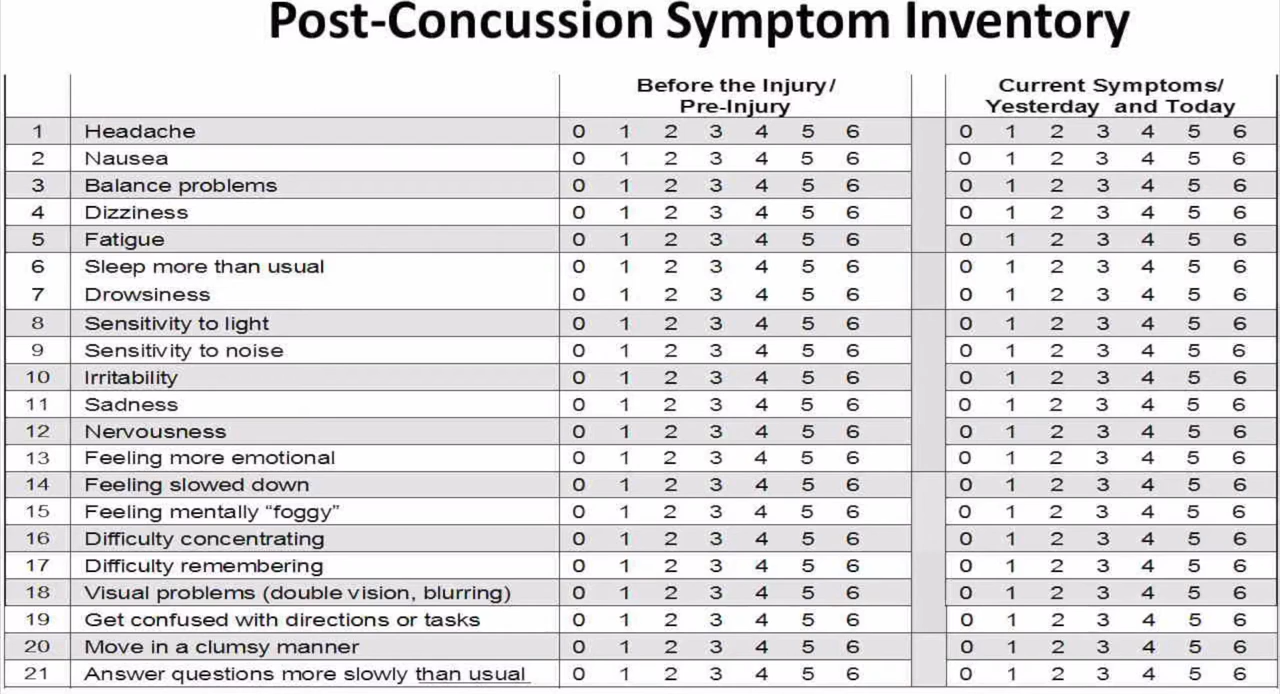 Post-Concussion Symptom Inventory
Before the Injury/ Current Symptoms/
Pre-Injury Yesterday and Today
1 Headache 0 1 2 3 4 5 6 0 1 2 3 4 5 6
2 Nausea 0 1 2 3 4 5 6 0 1 2 3 4 5 6
3 Balance problems 0 1 2 3 4 5 6 0 1 2 3 4 5 6
4 Dizziness 0 1 2 3 4 5 6 0 1 2 3 4 5 6
5 Fatigue 0 1 2 3 4 5 6 0 1 2 3 4 5 6
6 Sleep more than usual 0 1 2 3 4 5 6 0 1 2 3 4 5 6
7 Drowsiness 0 1 2 3 4 5 6 0 1 2 3 4 5 6
8 Sensitivity to light 0 1 2 3 4 5 6 0 1 2 3 4 5 6
9 Sensitivity to noise 0 1 2 3 4 5 6 0 1 2 3 4 5 6
10 Irritability 0 1 2 3 4 5 6 0 1 2 3 4 5 6
11 Sadness 0 1 2 3 4 5 6 0 1 2 3 4 5 6
12 Nervousness 0 1 2 3 4 5 6 0 1 2 3 4 5 6
13 Feeling more emotional 0 1 2 3 4 5 6 0 1 2 3 4 5 6
14 Feeling slowed down 0 1 2 3 4 5 6 0 1 2 3 4 5 6
15 Feeling mentally “foggy” 0 1 2 3 4 5 6 0 1 2 3 4 5 6
16 Difficulty concentrating 0 1 2 3 4 5 6 0 1 2 3 4 5 6
17 Difficulty remembering 0 1 2 3 4 5 6 0 1 2 3 4 5 6
18 Visual problems (double vision, blurring) 0 1 2 3 4 5 6 0 1 2 3 4 5 6
19 Get confused with directions or tasks 0 1 2 3 4 5 6 0 1 2 3 4 5 6
20 Move in a clumsy manner 0 1 2 3 4 5 6 0 1 2 3 4 5 6
21 Answer questions more slowly than usual 0 1 2 3 4 5 6 0 1 2 3 4 5 6